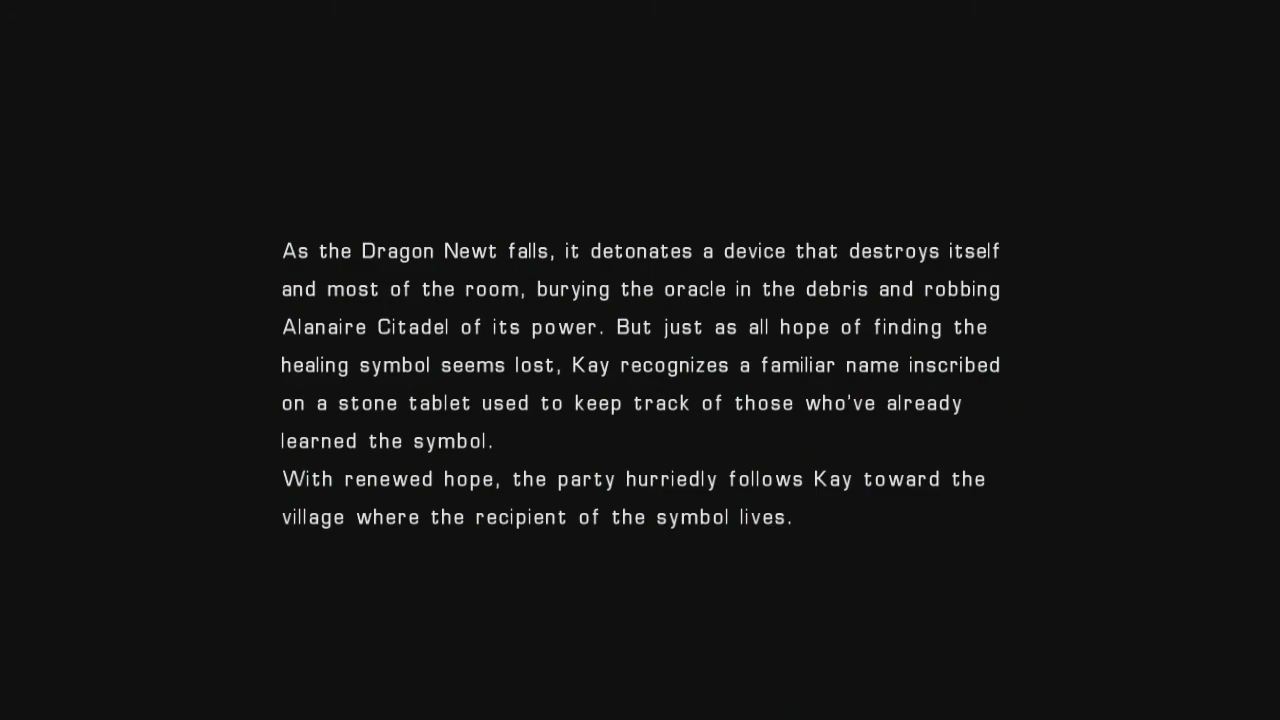 As the Dragon Newt falls, it detonates a device that destroys itself
and most of the room, burying the oracle in the debris and robbing
Alanaire Citadel of its power. But just as all hope of finding the
healing symbol seems lost, Kay recognizes a familiar name inscribed
on a stone tablet used to keep track of those who've already
learned the symbol.
With renewed hope, the party hurriedly follows Kay toward the
village where the recipient of the symbol lives.